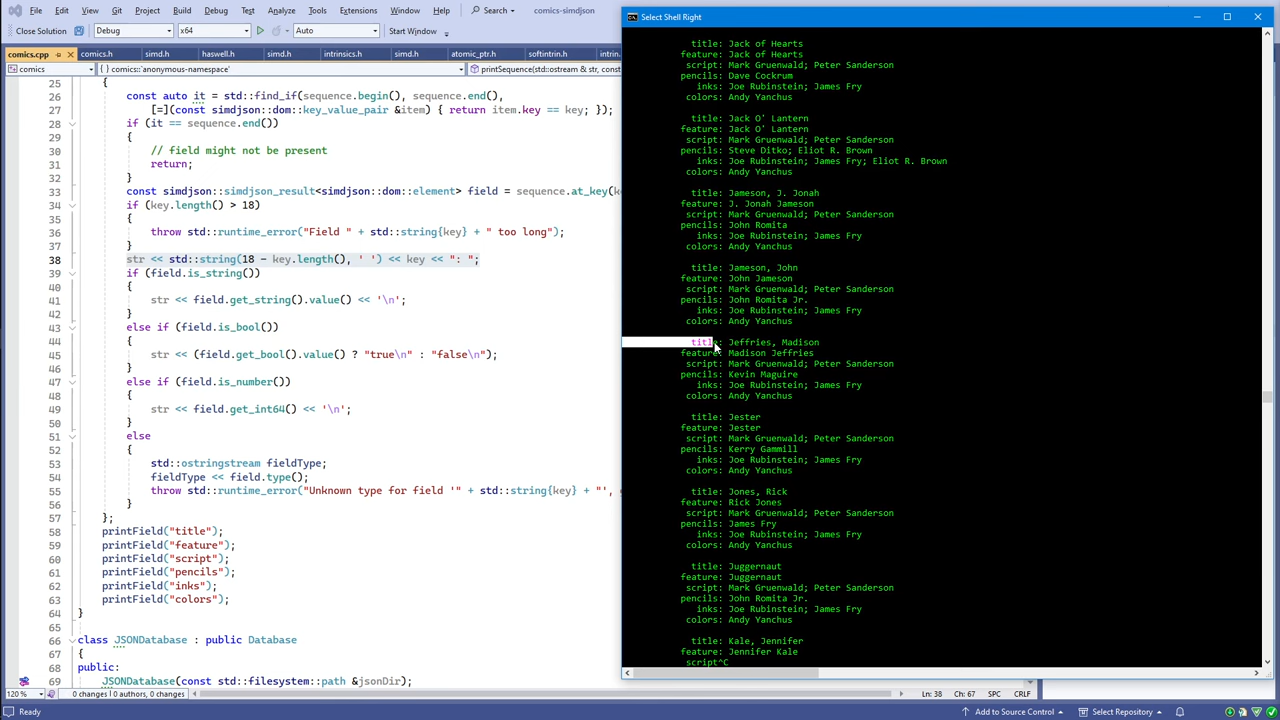 File Edit View Git Project Build Debug Test Analyze Tools Extensions Window Help Search comics-simdjson
Close Solution Debug x64 Auto Start Window
comics.cpp comics.h simd.h haswell.h intrinsics.h simd.h atomic_ptr.h softintrin.h intrin.
comics comics::`anonymous-namespace' printSequence(std::ostream & str, const
25 {
26 const auto it = std::find_if(sequence.begin(), sequence.end(),
27 [=](const simdjson::dom::key_value_pair &item) { return item.key == key; });
28 if (it == sequence.end())
29 {
30 // field might not be present
31 return;
32 }
33 const simdjson::simdjson_result<simdjson::dom::element> field = sequence.at_key(k
34 if (key.length() > 18)
35 {
36 throw std::runtime_error("Field " + std::string{key} + " too long");
37 }
38 str << std::string(18 - key.length(), ' ') << key << ": ";
39 if (field.is_string())
40 {
41 str << field.get_string().value() << '\n';
42 }
43 else if (field.is_bool())
44 {
45 str << (field.get_bool().value() ? "true\n" : "false\n");
46 }
47 else if (field.is_number())
48 {
49 str << field.get_int64() << '\n';
50 }
51 else
52 {
53 std::ostringstream fieldType;
54 fieldType << field.type();
55 throw std::runtime_error("Unknown type for field '" + std::string{key} + "',
56 }
57 };
58 printField("title");
59 printField("feature");
60 printField("script");
61 printField("pencils");
62 printField("inks");
63 printField("colors");
64 }
65
66 class JSONDatabase : public Database
67 {
68 public:
69 JSONDatabase(const std::filesystem::path &jsonDir);
120 % 0 changes | 0 authors, 0 changes Ln: 38 Ch: 67 SPC CRLF
Ready Add to Source Control Select Repository
Select Shell Right
title: Jack of Hearts
feature: Jack of Hearts
script: Mark Gruenwald; Peter Sanderson
pencils: Dave Cockrum
inks: Joe Rubinstein; James Fry
colors: Andy Yanchus
title: Jack O' Lantern
feature: Jack O' Lantern
script: Mark Gruenwald; Peter Sanderson
pencils: Steve Ditko; Eliot R. Brown
inks: Joe Rubinstein; James Fry; Eliot R. Brown
colors: Andy Yanchus
title: Jameson, J. Jonah
feature: J. Jonah Jameson
script: Mark Gruenwald; Peter Sanderson
pencils: John Romita
inks: Joe Rubinstein; James Fry
colors: Andy Yanchus
title: Jameson, John
feature: John Jameson
script: Mark Gruenwald; Peter Sanderson
pencils: John Romita Jr.
inks: Joe Rubinstein; James Fry
colors: Andy Yanchus
title: Jeffries, Madison
feature: Madison Jeffries
script: Mark Gruenwald; Peter Sanderson
pencils: Kevin Maguire
inks: Joe Rubinstein; James Fry
colors: Andy Yanchus
title: Jester
feature: Jester
script: Mark Gruenwald; Peter Sanderson
pencils: Kerry Gammill
inks: Joe Rubinstein; James Fry
colors: Andy Yanchus
title: Jones, Rick
feature: Rick Jones
script: Mark Gruenwald; Peter Sanderson
pencils: James Fry
inks: Joe Rubinstein; James Fry
colors: Andy Yanchus
title: Juggernaut
feature: Juggernaut
script: Mark Gruenwald; Peter Sanderson
pencils: John Romita Jr.
inks: Joe Rubinstein; James Fry
colors: Andy Yanchus
title: Kale, Jennifer
feature: Jennifer Kale
script^C